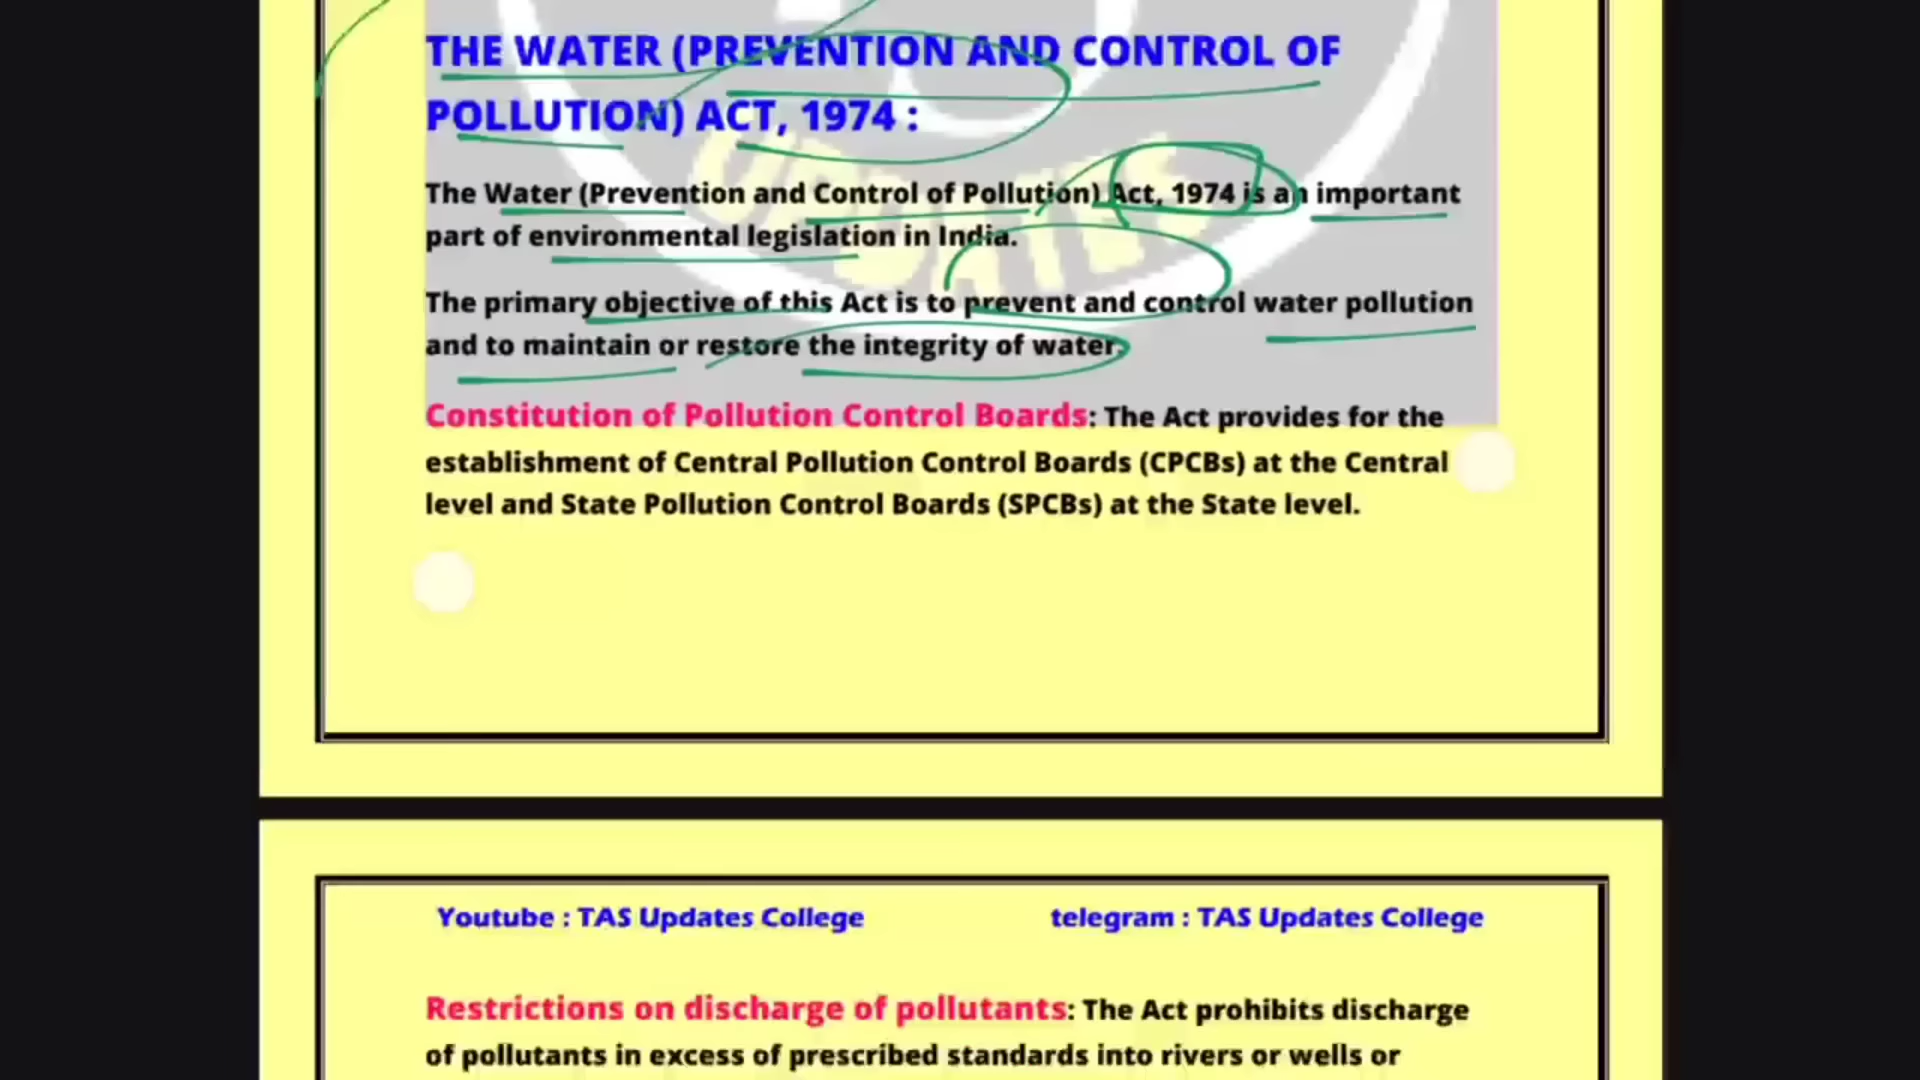 THE WATER (PREVENTION AND CONTROL OF
POLLUTION) ACT, 1974 :
The Water (Prevention and Control of Pollution) Act, 1974 is an important
part of environmental legislation in India.
The primary objective of this Act is to prevent and control water pollution
and to maintain or restore the integrity of water.
Constitution of Pollution Control Boards: The Act provides for the
establishment of Central Pollution Control Boards (CPCBs) at the Central
level and State Pollution Control Boards (SPCBs) at the State level.
UPDATES
Youtube : TAS Updates College
telegram : TAS Updates College
Restrictions on discharge of pollutants: The Act prohibits discharge
of pollutants in excess of prescribed standards into rivers or wells or